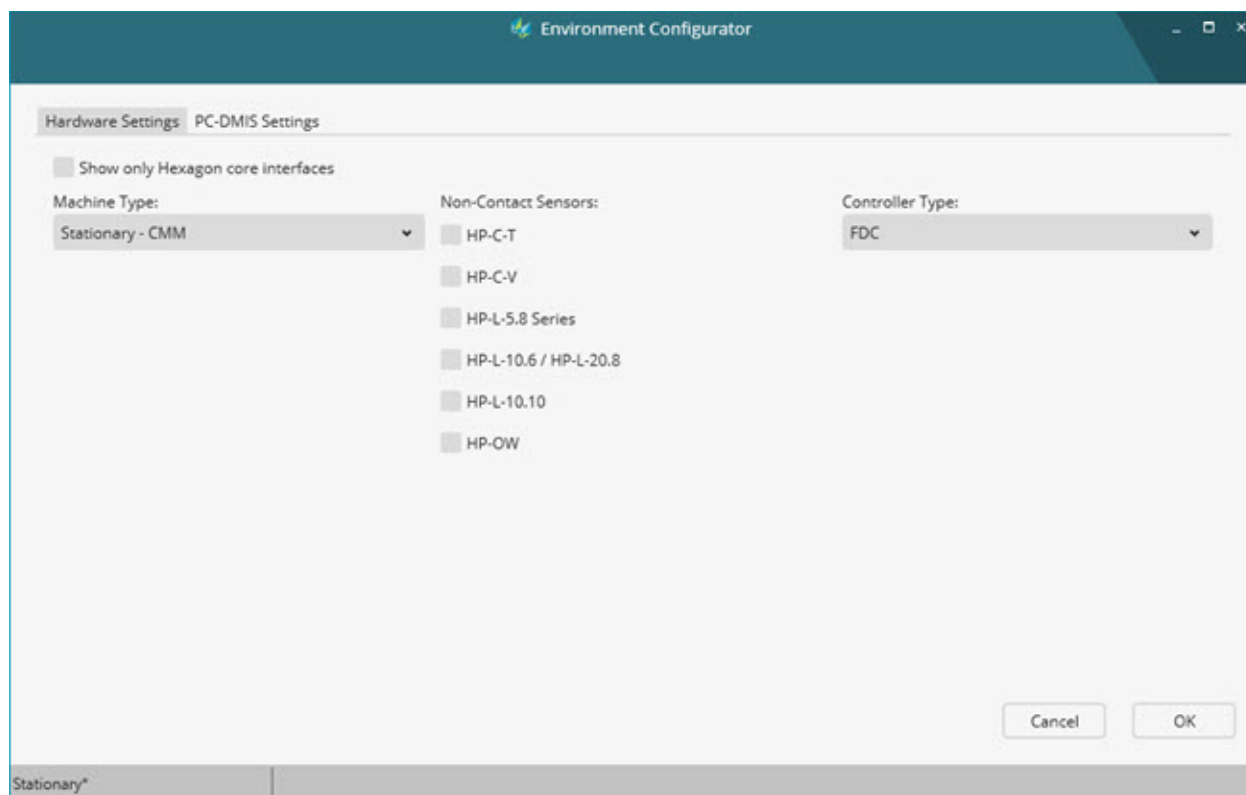 Environment Configurator
Hardware Settings PC-DMIS Settings
Show only Hexagon core interfaces
Machine Type: Non-Contact Sensors: Controller Type:
Stationary - CMM HP-C-T FDC
HP-C-V
HP-L-5.8 Series
HP-L-10.6 / HP-L-20.8
HP-L-10.10
HP-OW
Cancel OK
Stationary*